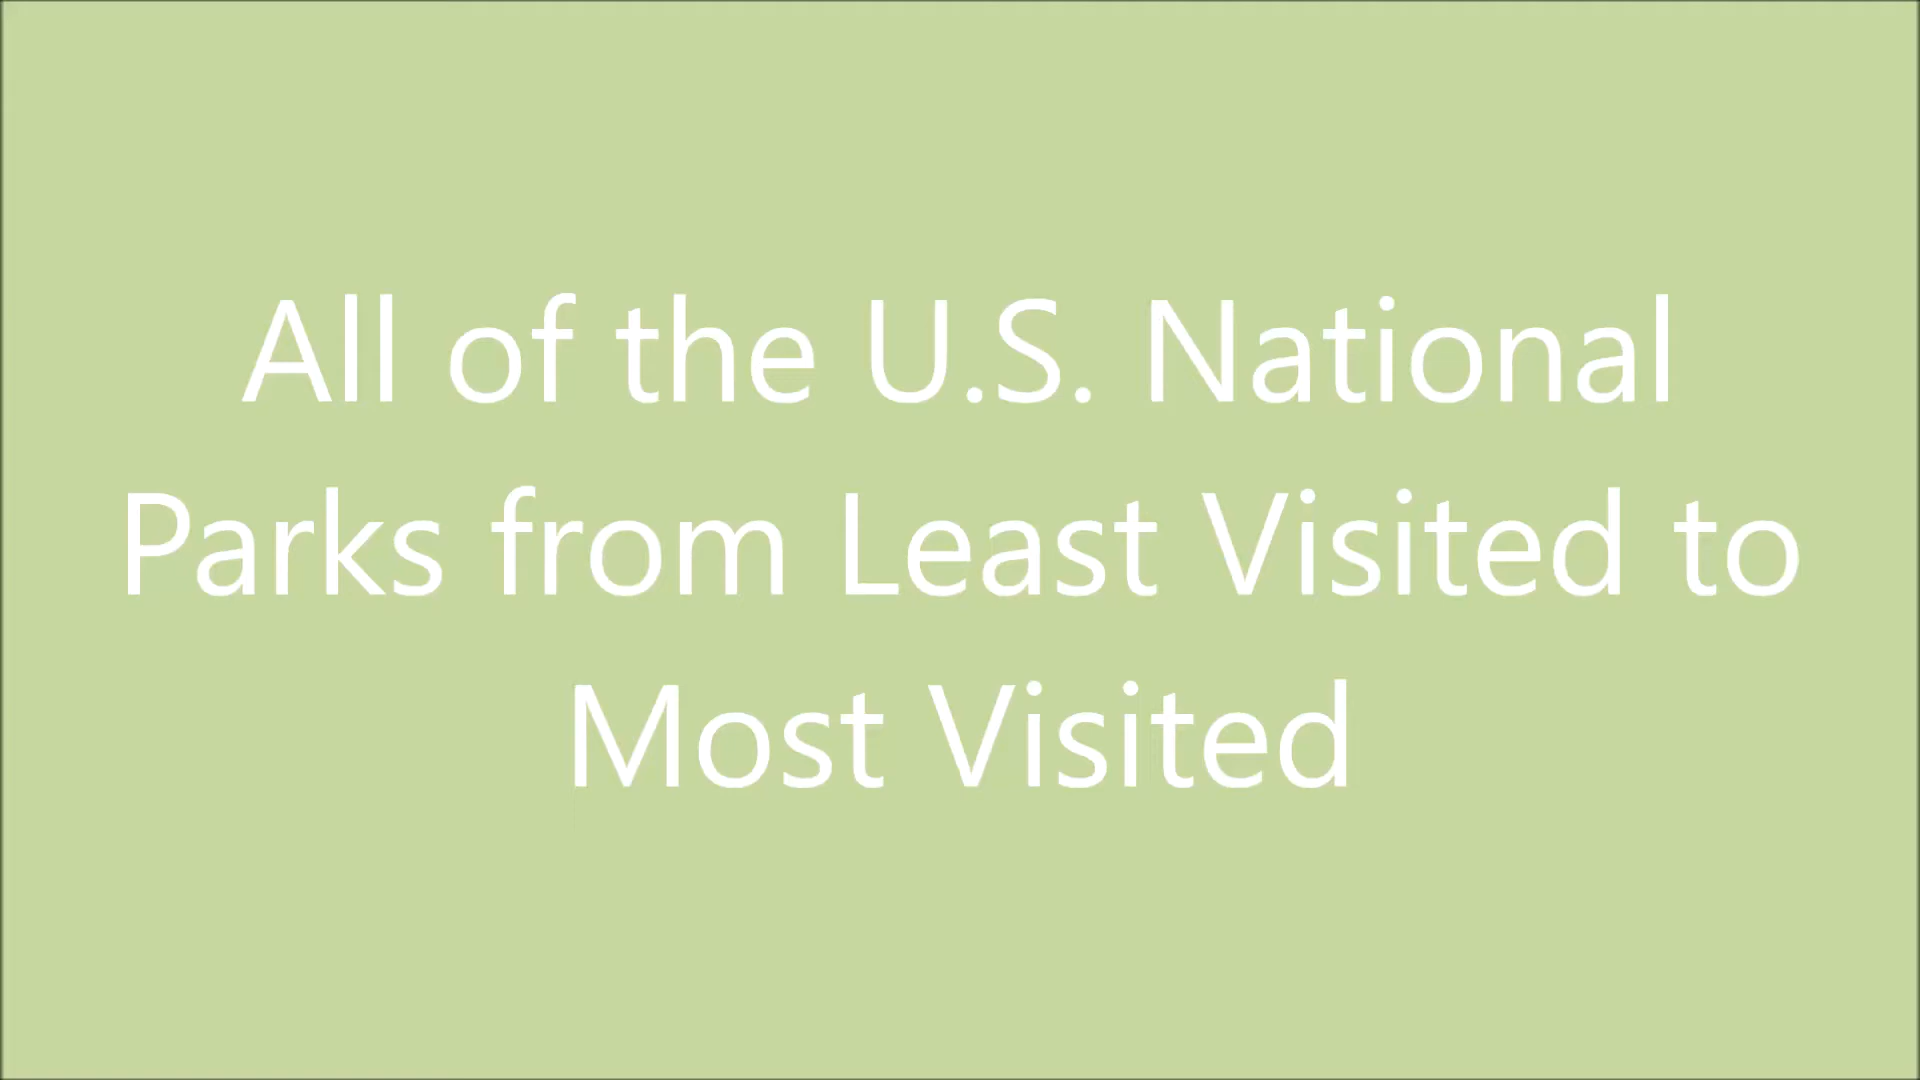 All of the U.S. National
Parks from Least Visited to
Most Visited